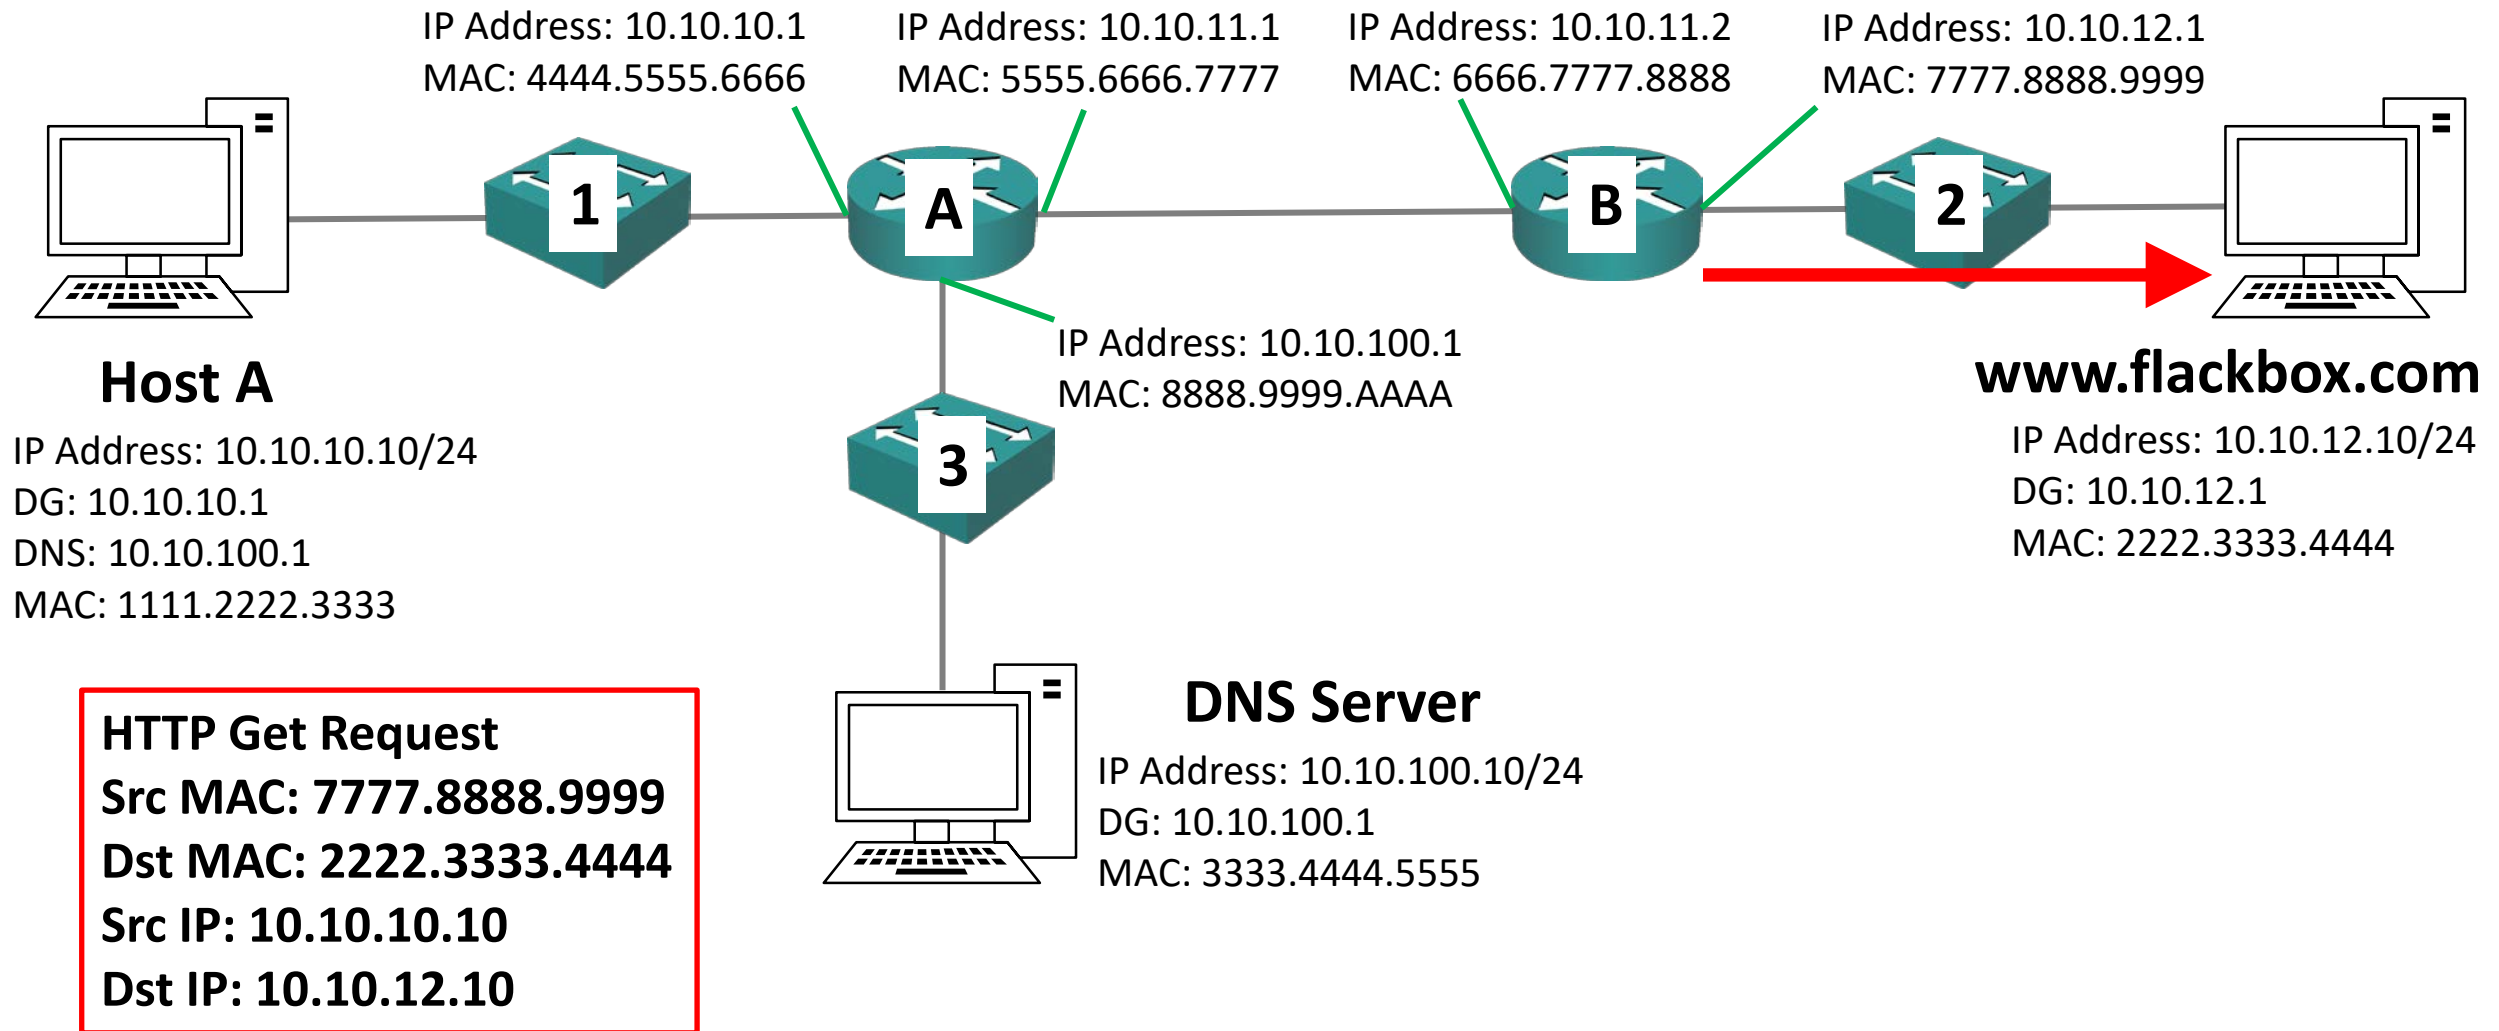 IP Address: 10.10.10.1
MAC: 4444.5555.6666
IP Address: 10.10.11.1
MAC: 5555.6666.7777
IP Address: 10.10.11.2
MAC: 6666.7777.8888
IP Address: 10.10.12.1
MAC: 7777.8888.9999
1
A
B
2
IP Address: 10.10.100.1
MAC: 8888.9999.AAAA
Host A
IP Address: 10.10.10.10/24
DG: 10.10.10.1
DNS: 10.10.100.1
MAC: 1111.2222.3333
3
www.flackbox.com
IP Address: 10.10.12.10/24
DG: 10.10.12.1
MAC: 2222.3333.4444
HTTP Get Request
Src MAC: 7777.8888.9999
Dst MAC: 2222.3333.4444
Src IP: 10.10.10.10
Dst IP: 10.10.12.10
DNS Server
IP Address: 10.10.100.10/24
DG: 10.10.100.1
MAC: 3333.4444.5555